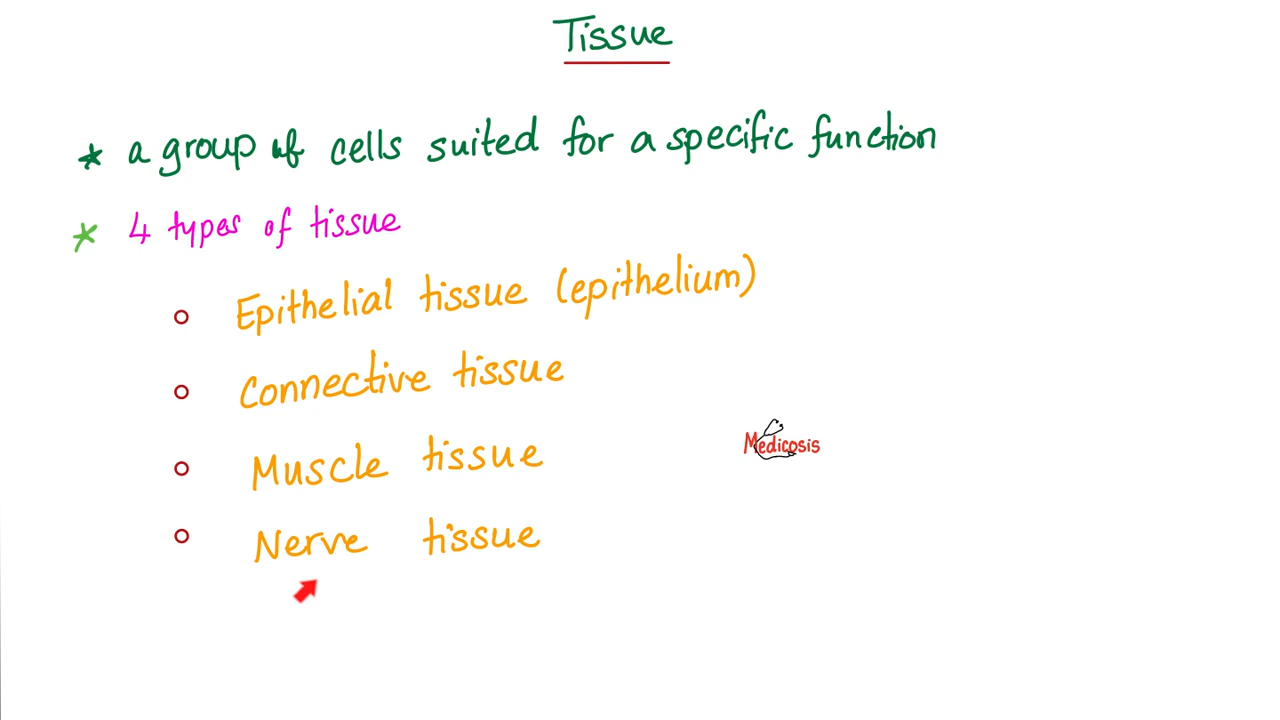 Tissue
* a group of cells suited for a specific function
* 4 types of tissue
Epithelial tissue (epithelium)
Connective tissue
Muscle tissue
Medicosis
Nerve tissue